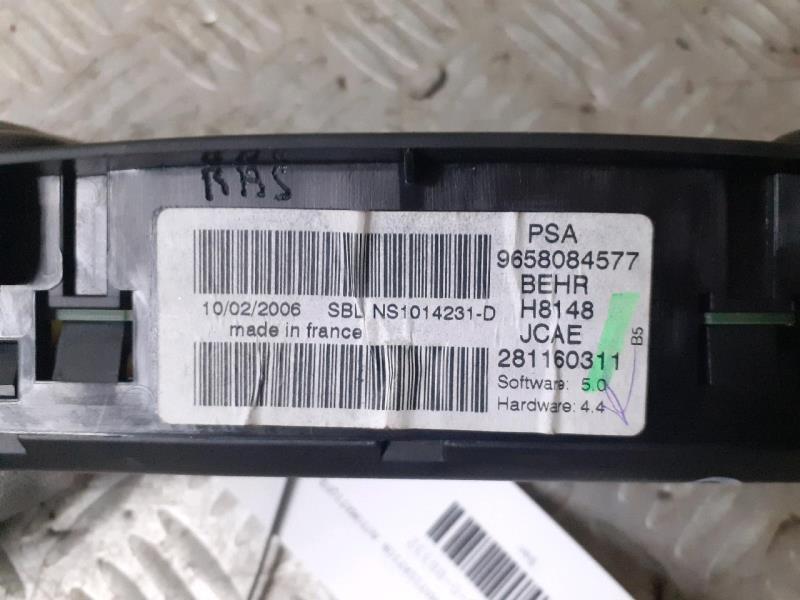 PSA
9658084577
BEHR
H8148
JCAE
281160311
Software: 5.0
Hardware: 4.4
B5
10/02/2006 SBL NS1014231-D
made in france